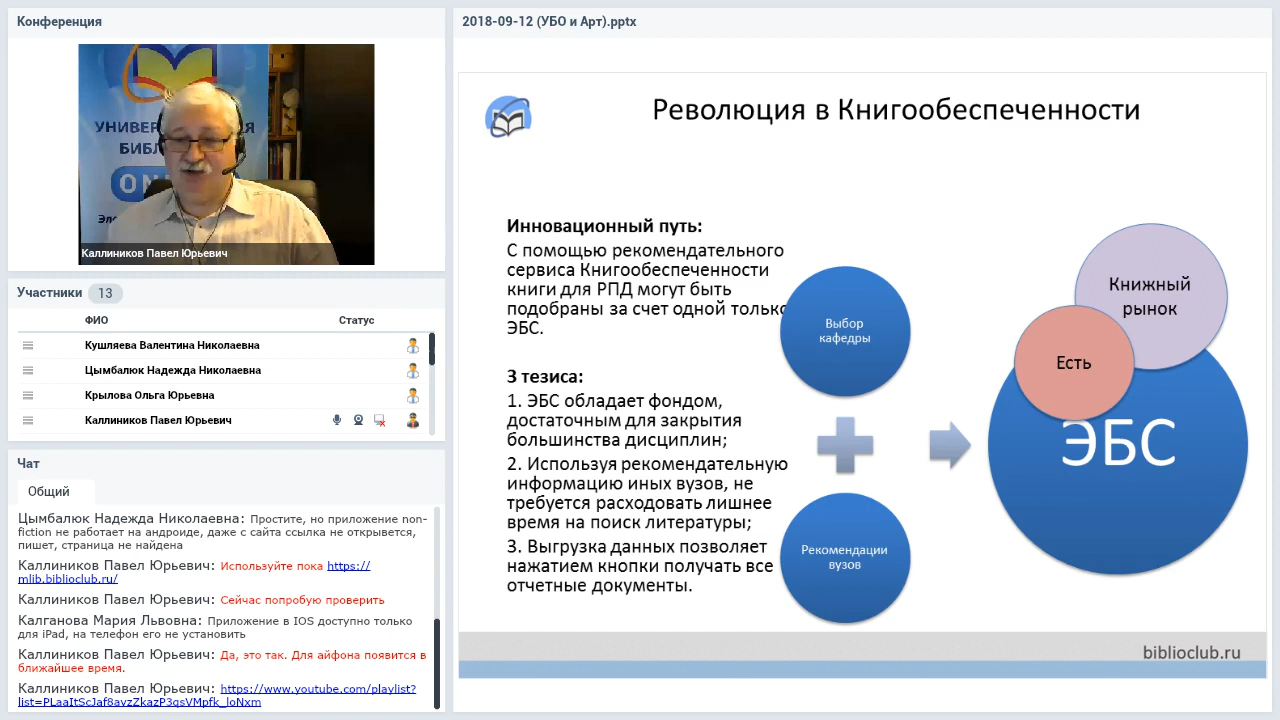 Конференция
УНИВЕР
АЯ
БИБЛ
ON
Эле
Каллиников Павел Юрьевич
Участники 13
ФИО Статус
Кушляева Валентина Николаевна
Цымбалюк Надежда Николаевна
Крылова Ольга Юрьевна
Каллиников Павел Юрьевич
Чат
Общий
Цымбалюк Надежда Николаевна: Простите, но приложение non-
fiction не работает на андроиде, даже с сайта ссылка не открывется,
пишет, страница не найдена
Каллиников Павел Юрьевич: Используйте пока https://
mlib.biblioclub.ru/
Каллиников Павел Юрьевич: Сейчас попробую проверить
Калганова Мария Львовна: Приложение в IOS доступно только
для iPad, на телефон его не установить
Каллиников Павел Юрьевич: Да, это так. Для айфона появится в
ближайшее время.
Каллиников Павел Юрьевич: https://www.youtube.com/playlist?
list=PLaaItScJaf8avzZkazP3qsVMpfk_loNxm
2018-09-12 (УБО и Арт).pptx
Революция в Книгообеспеченности
Инновационный путь:
С помощью рекомендательного
сервиса Книгообеспеченности
книги для РПД могут быть
подобраны за счет одной только
ЭБС.
3 тезиса:
1. ЭБС обладает фондом,
достаточным для закрытия
большинства дисциплин;
2. Используя рекомендательную
информацию иных вузов, не
требуется расходовать лишнее
время на поиск литературы;
3. Выгрузка данных позволяет
нажатием кнопки получать все
отчетные документы.
Выбор
кафедры
Рекомендации
вузов
Книжный
рынок
Есть
ЭБС
biblioclub.ru